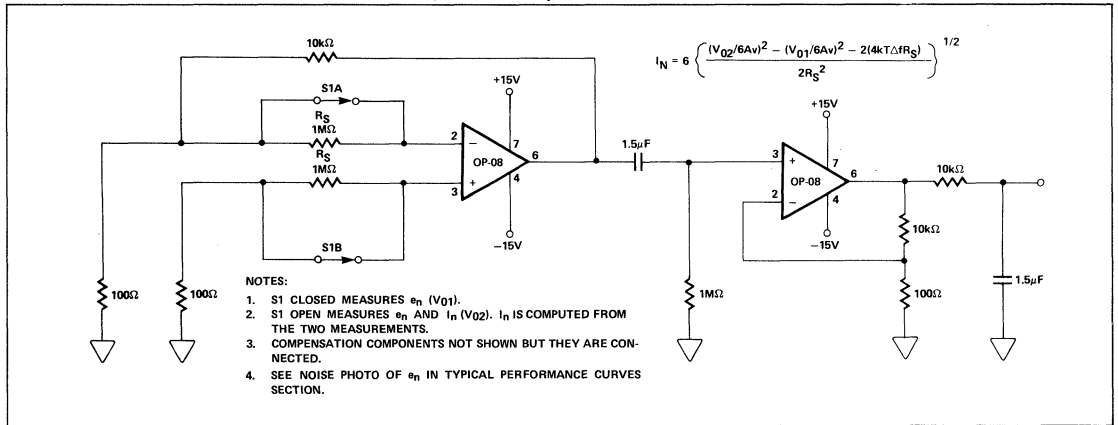 10kΩ
I_N = 6 { (V_02/6Av)^2 − (V_01/6Av)^2 − 2(4kTΔfR_S) / 2R_S^2 }^1/2
S1A
+15V
R_S
1MΩ
R_S
1MΩ
2
−
7
OP-08
6
+
3
4
−15V
S1B
1.5μF
+15V
3
+
7
OP-08
6
2
−
4
−15V
10kΩ
10kΩ
100Ω
100Ω
1MΩ
100Ω
1.5μF
NOTES:
1. S1 CLOSED MEASURES e_n (V_01).
2. S1 OPEN MEASURES e_n AND I_n (V_02). I_n IS COMPUTED FROM
THE TWO MEASUREMENTS.
3. COMPENSATION COMPONENTS NOT SHOWN BUT THEY ARE CON-
NECTED.
4. SEE NOISE PHOTO OF e_n IN TYPICAL PERFORMANCE CURVES
SECTION.